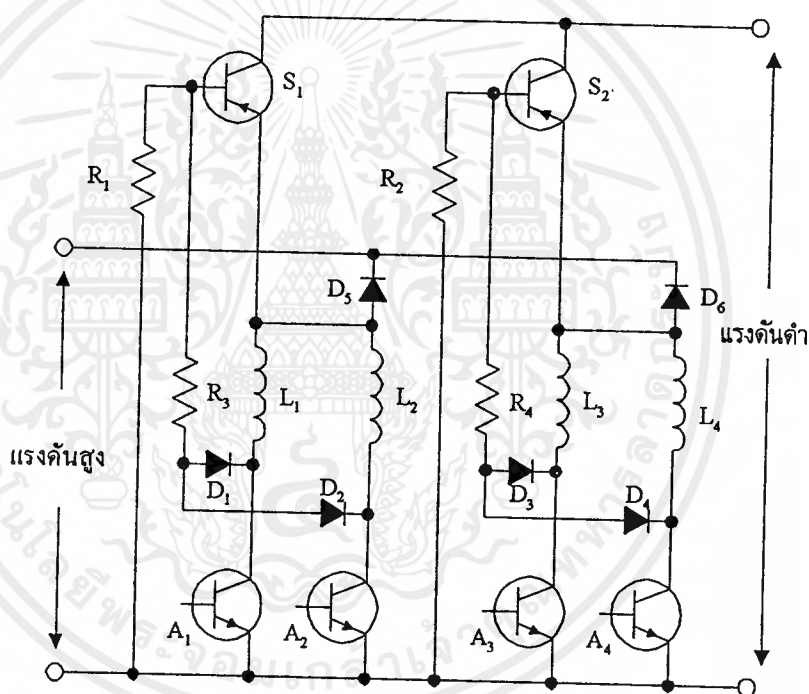 S₁
S₂
R₁
R₂
D₅
D₆
แรงดันต่ำ
R₃
L₁
L₂
R₄
L₃
L₄
แรงดันสูง
D₁
D₂
D₃
D₄
A₁
A₂
A₃
A₄